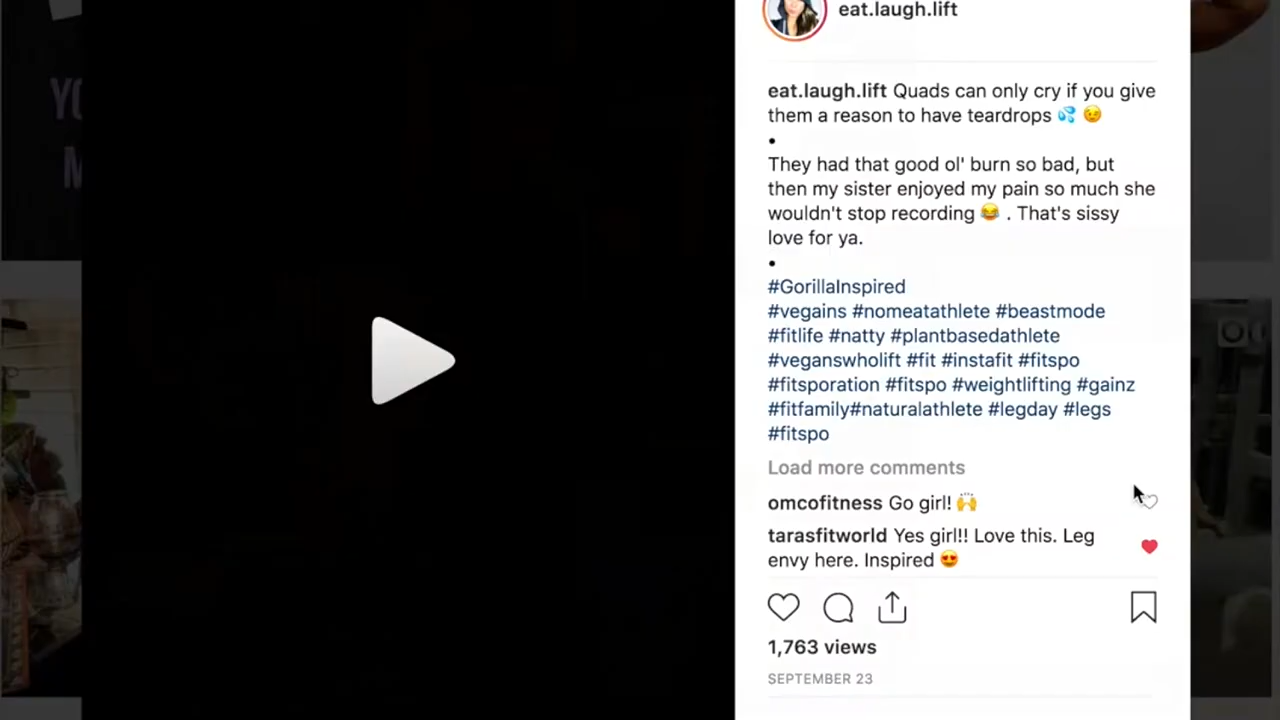 eat.laugh.lift
eat.laugh.lift Quads can only cry if you give
them a reason to have teardrops 💦 😉
•
They had that good ol' burn so bad, but
then my sister enjoyed my pain so much she
wouldn't stop recording 😂 . That's sissy
love for ya.
•
#GorillaInspired
#vegains #nomeatathlete #beastmode
#fitlife #natty #plantbasedathlete
#veganswholift #fit #instafit #fitspo
#fitsporation #fitspo #weightlifting #gainz
#fitfamily#naturalathlete #legday #legs
#fitspo
Load more comments
omcofitness Go girl! 🙌
tarasfitworld Yes girl!! Love this. Leg
envy here. Inspired 😍
1,763 views
SEPTEMBER 23